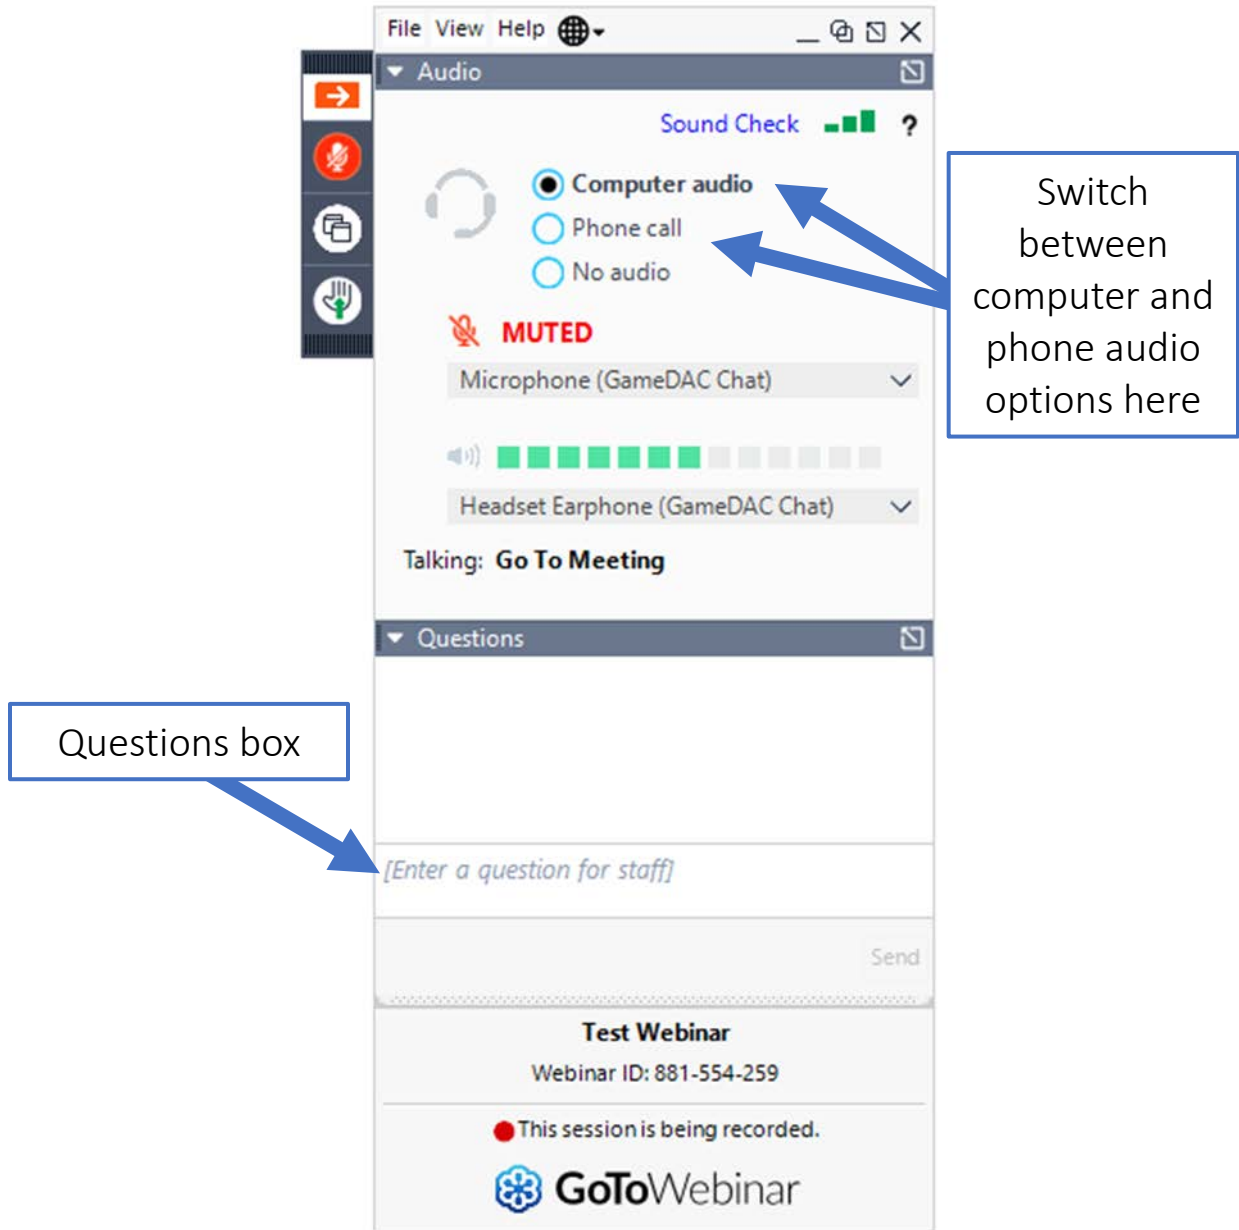 File View Help
Audio
Sound Check ?
Computer audio
Phone call
No audio
MUTED
Microphone (GameDAC Chat)
Headset Earphone (GameDAC Chat)
Talking: Go To Meeting
Switch
between
computer and
phone audio
options here
Questions
Questions box
[Enter a question for staff]
Send
Test Webinar
Webinar ID: 881-554-259
This session is being recorded.
GoToWebinar